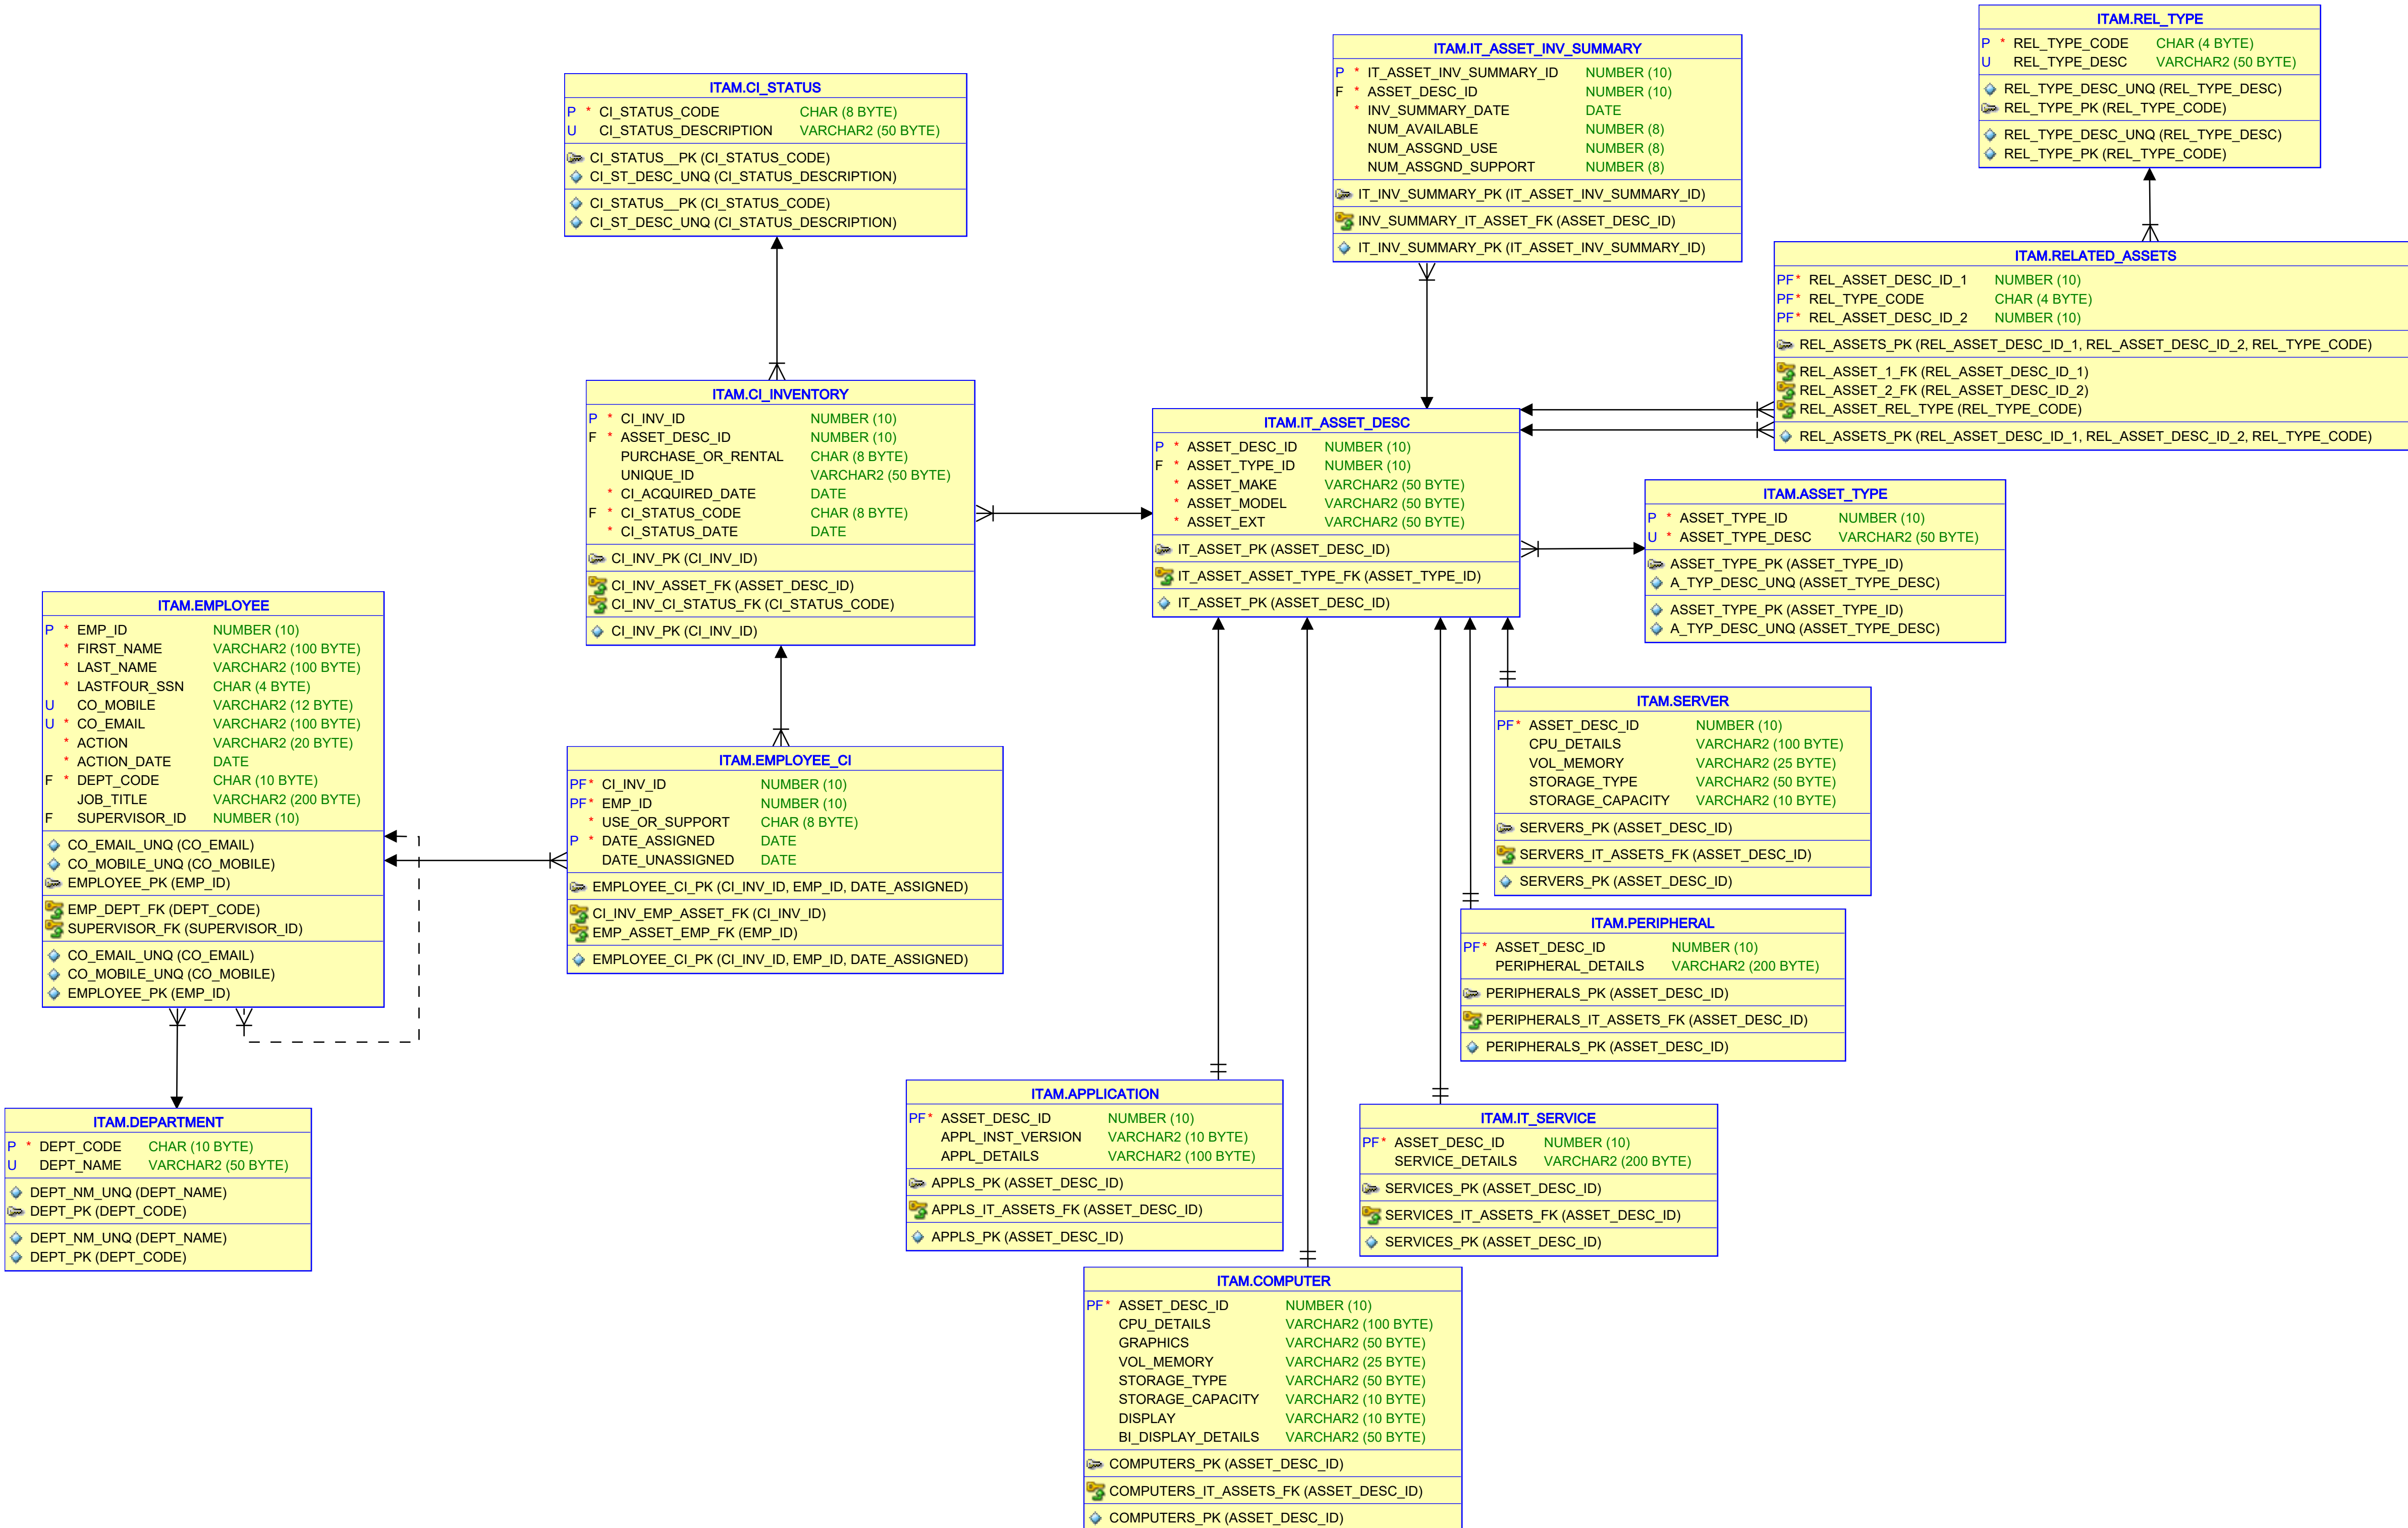 ITAM.REL_TYPE
P * REL_TYPE_CODE CHAR (4 BYTE)
U REL_TYPE_DESC VARCHAR2 (50 BYTE)
REL_TYPE_DESC_UNQ (REL_TYPE_DESC)
REL_TYPE_PK (REL_TYPE_CODE)
REL_TYPE_DESC_UNQ (REL_TYPE_DESC)
REL_TYPE_PK (REL_TYPE_CODE)
ITAM.IT_ASSET_INV_SUMMARY
P * IT_ASSET_INV_SUMMARY_ID NUMBER (10)
F * ASSET_DESC_ID NUMBER (10)
* INV_SUMMARY_DATE DATE
NUM_AVAILABLE NUMBER (8)
NUM_ASSGND_USE NUMBER (8)
NUM_ASSGND_SUPPORT NUMBER (8)
IT_INV_SUMMARY_PK (IT_ASSET_INV_SUMMARY_ID)
INV_SUMMARY_IT_ASSET_FK (ASSET_DESC_ID)
IT_INV_SUMMARY_PK (IT_ASSET_INV_SUMMARY_ID)
ITAM.CI_STATUS
P * CI_STATUS_CODE CHAR (8 BYTE)
U CI_STATUS_DESCRIPTION VARCHAR2 (50 BYTE)
CI_STATUS__PK (CI_STATUS_CODE)
CI_ST_DESC_UNQ (CI_STATUS_DESCRIPTION)
CI_STATUS__PK (CI_STATUS_CODE)
CI_ST_DESC_UNQ (CI_STATUS_DESCRIPTION)
ITAM.RELATED_ASSETS
PF* REL_ASSET_DESC_ID_1 NUMBER (10)
PF* REL_TYPE_CODE CHAR (4 BYTE)
PF* REL_ASSET_DESC_ID_2 NUMBER (10)
REL_ASSETS_PK (REL_ASSET_DESC_ID_1, REL_ASSET_DESC_ID_2, REL_TYPE_CODE)
REL_ASSET_1_FK (REL_ASSET_DESC_ID_1)
REL_ASSET_2_FK (REL_ASSET_DESC_ID_2)
REL_ASSET_REL_TYPE (REL_TYPE_CODE)
REL_ASSETS_PK (REL_ASSET_DESC_ID_1, REL_ASSET_DESC_ID_2, REL_TYPE_CODE)
ITAM.CI_INVENTORY
P * CI_INV_ID NUMBER (10)
F * ASSET_DESC_ID NUMBER (10)
PURCHASE_OR_RENTAL CHAR (8 BYTE)
UNIQUE_ID VARCHAR2 (50 BYTE)
* CI_ACQUIRED_DATE DATE
F * CI_STATUS_CODE CHAR (8 BYTE)
* CI_STATUS_DATE DATE
CI_INV_PK (CI_INV_ID)
CI_INV_ASSET_FK (ASSET_DESC_ID)
CI_INV_CI_STATUS_FK (CI_STATUS_CODE)
CI_INV_PK (CI_INV_ID)
ITAM.IT_ASSET_DESC
P * ASSET_DESC_ID NUMBER (10)
F * ASSET_TYPE_ID NUMBER (10)
* ASSET_MAKE VARCHAR2 (50 BYTE)
* ASSET_MODEL VARCHAR2 (50 BYTE)
* ASSET_EXT VARCHAR2 (50 BYTE)
IT_ASSET_PK (ASSET_DESC_ID)
IT_ASSET_ASSET_TYPE_FK (ASSET_TYPE_ID)
IT_ASSET_PK (ASSET_DESC_ID)
ITAM.ASSET_TYPE
P * ASSET_TYPE_ID NUMBER (10)
U * ASSET_TYPE_DESC VARCHAR2 (50 BYTE)
ASSET_TYPE_PK (ASSET_TYPE_ID)
A_TYP_DESC_UNQ (ASSET_TYPE_DESC)
ASSET_TYPE_PK (ASSET_TYPE_ID)
A_TYP_DESC_UNQ (ASSET_TYPE_DESC)
ITAM.EMPLOYEE
P * EMP_ID NUMBER (10)
* FIRST_NAME VARCHAR2 (100 BYTE)
* LAST_NAME VARCHAR2 (100 BYTE)
* LASTFOUR_SSN CHAR (4 BYTE)
U CO_MOBILE VARCHAR2 (12 BYTE)
U * CO_EMAIL VARCHAR2 (100 BYTE)
* ACTION VARCHAR2 (20 BYTE)
* ACTION_DATE DATE
F * DEPT_CODE CHAR (10 BYTE)
JOB_TITLE VARCHAR2 (200 BYTE)
F SUPERVISOR_ID NUMBER (10)
CO_EMAIL_UNQ (CO_EMAIL)
CO_MOBILE_UNQ (CO_MOBILE)
EMPLOYEE_PK (EMP_ID)
EMP_DEPT_FK (DEPT_CODE)
SUPERVISOR_FK (SUPERVISOR_ID)
CO_EMAIL_UNQ (CO_EMAIL)
CO_MOBILE_UNQ (CO_MOBILE)
EMPLOYEE_PK (EMP_ID)
ITAM.EMPLOYEE_CI
PF* CI_INV_ID NUMBER (10)
PF* EMP_ID NUMBER (10)
* USE_OR_SUPPORT CHAR (8 BYTE)
P * DATE_ASSIGNED DATE
DATE_UNASSIGNED DATE
EMPLOYEE_CI_PK (CI_INV_ID, EMP_ID, DATE_ASSIGNED)
CI_INV_EMP_ASSET_FK (CI_INV_ID)
EMP_ASSET_EMP_FK (EMP_ID)
EMPLOYEE_CI_PK (CI_INV_ID, EMP_ID, DATE_ASSIGNED)
ITAM.SERVER
PF* ASSET_DESC_ID NUMBER (10)
CPU_DETAILS VARCHAR2 (100 BYTE)
VOL_MEMORY VARCHAR2 (25 BYTE)
STORAGE_TYPE VARCHAR2 (50 BYTE)
STORAGE_CAPACITY VARCHAR2 (10 BYTE)
SERVERS_PK (ASSET_DESC_ID)
SERVERS_IT_ASSETS_FK (ASSET_DESC_ID)
SERVERS_PK (ASSET_DESC_ID)
ITAM.PERIPHERAL
PF* ASSET_DESC_ID NUMBER (10)
PERIPHERAL_DETAILS VARCHAR2 (200 BYTE)
PERIPHERALS_PK (ASSET_DESC_ID)
PERIPHERALS_IT_ASSETS_FK (ASSET_DESC_ID)
PERIPHERALS_PK (ASSET_DESC_ID)
ITAM.DEPARTMENT
P * DEPT_CODE CHAR (10 BYTE)
U DEPT_NAME VARCHAR2 (50 BYTE)
DEPT_NM_UNQ (DEPT_NAME)
DEPT_PK (DEPT_CODE)
DEPT_NM_UNQ (DEPT_NAME)
DEPT_PK (DEPT_CODE)
ITAM.APPLICATION
PF* ASSET_DESC_ID NUMBER (10)
APPL_INST_VERSION VARCHAR2 (10 BYTE)
APPL_DETAILS VARCHAR2 (100 BYTE)
APPLS_PK (ASSET_DESC_ID)
APPLS_IT_ASSETS_FK (ASSET_DESC_ID)
APPLS_PK (ASSET_DESC_ID)
ITAM.IT_SERVICE
PF* ASSET_DESC_ID NUMBER (10)
SERVICE_DETAILS VARCHAR2 (200 BYTE)
SERVICES_PK (ASSET_DESC_ID)
SERVICES_IT_ASSETS_FK (ASSET_DESC_ID)
SERVICES_PK (ASSET_DESC_ID)
ITAM.COMPUTER
PF* ASSET_DESC_ID NUMBER (10)
CPU_DETAILS VARCHAR2 (100 BYTE)
GRAPHICS VARCHAR2 (50 BYTE)
VOL_MEMORY VARCHAR2 (25 BYTE)
STORAGE_TYPE VARCHAR2 (50 BYTE)
STORAGE_CAPACITY VARCHAR2 (10 BYTE)
DISPLAY VARCHAR2 (10 BYTE)
BI_DISPLAY_DETAILS VARCHAR2 (50 BYTE)
COMPUTERS_PK (ASSET_DESC_ID)
COMPUTERS_IT_ASSETS_FK (ASSET_DESC_ID)
COMPUTERS_PK (ASSET_DESC_ID)